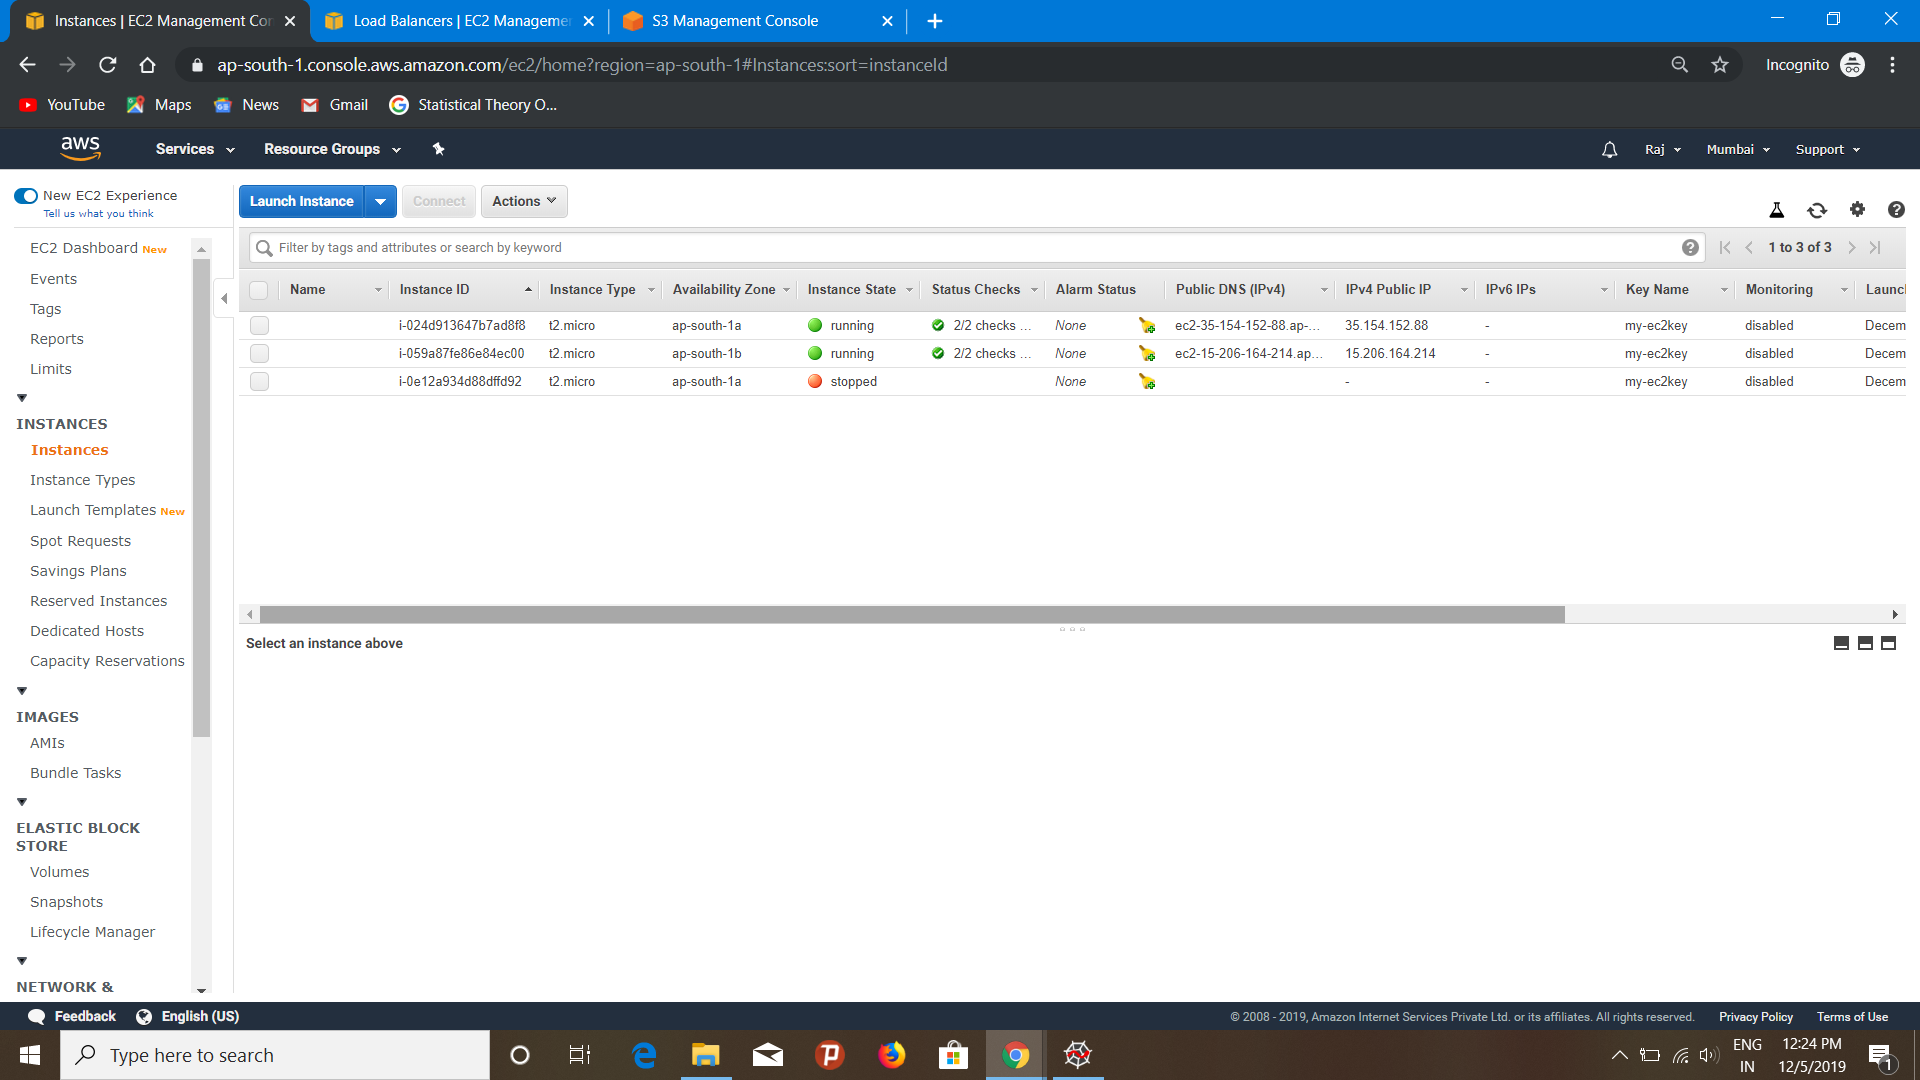 Instances | EC2 Management Con
Load Balancers | EC2 Managemen
S3 Management Console
ap-south-1.console.aws.amazon.com/ec2/home?region=ap-south-1#Instances:sort=instanceId
Incognito
YouTube
Maps
News
Gmail
Statistical Theory O...
aws
Services
Resource Groups
Raj
Mumbai
Support
New EC2 Experience
Tell us what you think
Launch Instance
Connect
Actions
EC2 Dashboard New
Events
Tags
Reports
Limits
INSTANCES
Instances
Instance Types
Launch Templates New
Spot Requests
Savings Plans
Reserved Instances
Dedicated Hosts
Capacity Reservations
IMAGES
AMIs
Bundle Tasks
ELASTIC BLOCK
STORE
Volumes
Snapshots
Lifecycle Manager
NETWORK &
Filter by tags and attributes or search by keyword
1 to 3 of 3
Name Instance ID Instance Type Availability Zone Instance State Status Checks Alarm Status Public DNS (IPv4) IPv4 Public IP IPv6 IPs Key Name Monitoring Launc
i-024d913647b7ad8f8 t2.micro ap-south-1a running 2/2 checks ... None ec2-35-154-152-88.ap-... 35.154.152.88 - my-ec2key disabled Decem
i-059a87fe86e84ec00 t2.micro ap-south-1b running 2/2 checks ... None ec2-15-206-164-214.ap... 15.206.164.214 - my-ec2key disabled Decem
i-0e12a934d88dffd92 t2.micro ap-south-1a stopped None - - my-ec2key disabled Decem
Select an instance above
Feedback
English (US)
© 2008 - 2019, Amazon Internet Services Private Ltd. or its affiliates. All rights reserved.
Privacy Policy
Terms of Use
Type here to search
ENG
IN
12:24 PM
12/5/2019
1